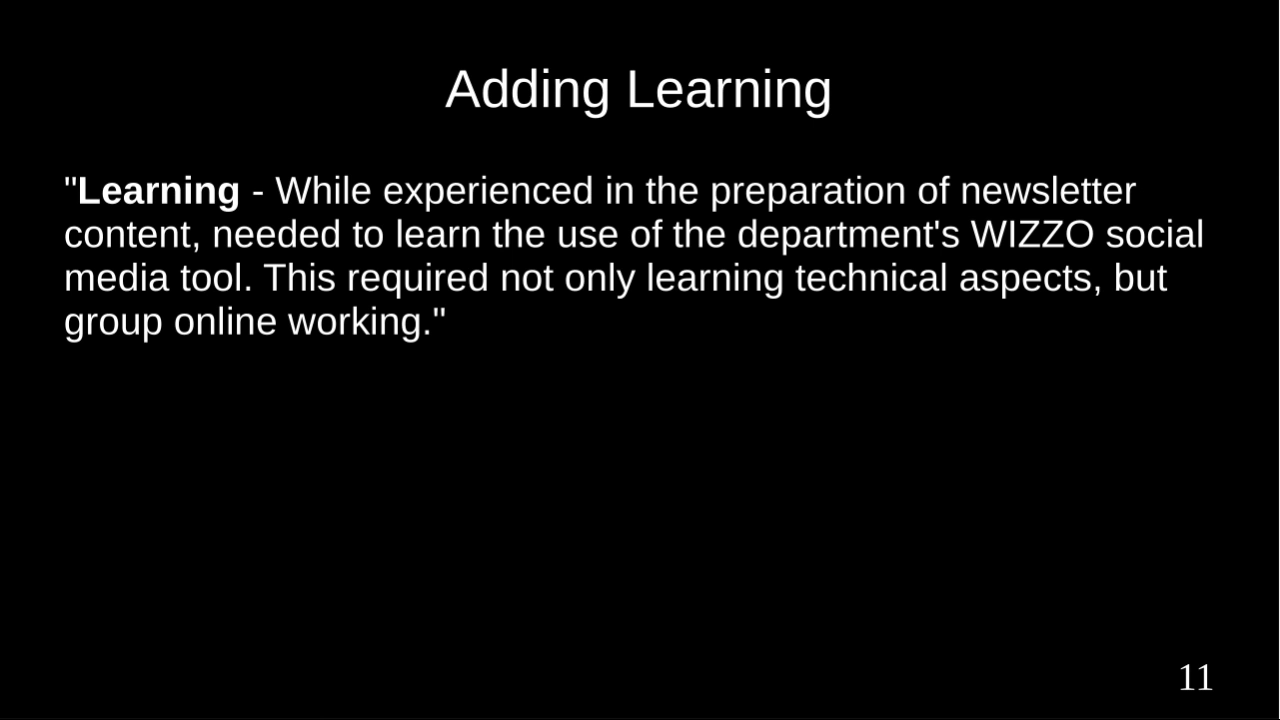 Adding Learning
"Learning - While experienced in the preparation of newsletter
content, needed to learn the use of the department's WIZZO social
media tool. This required not only learning technical aspects, but
group online working."
11